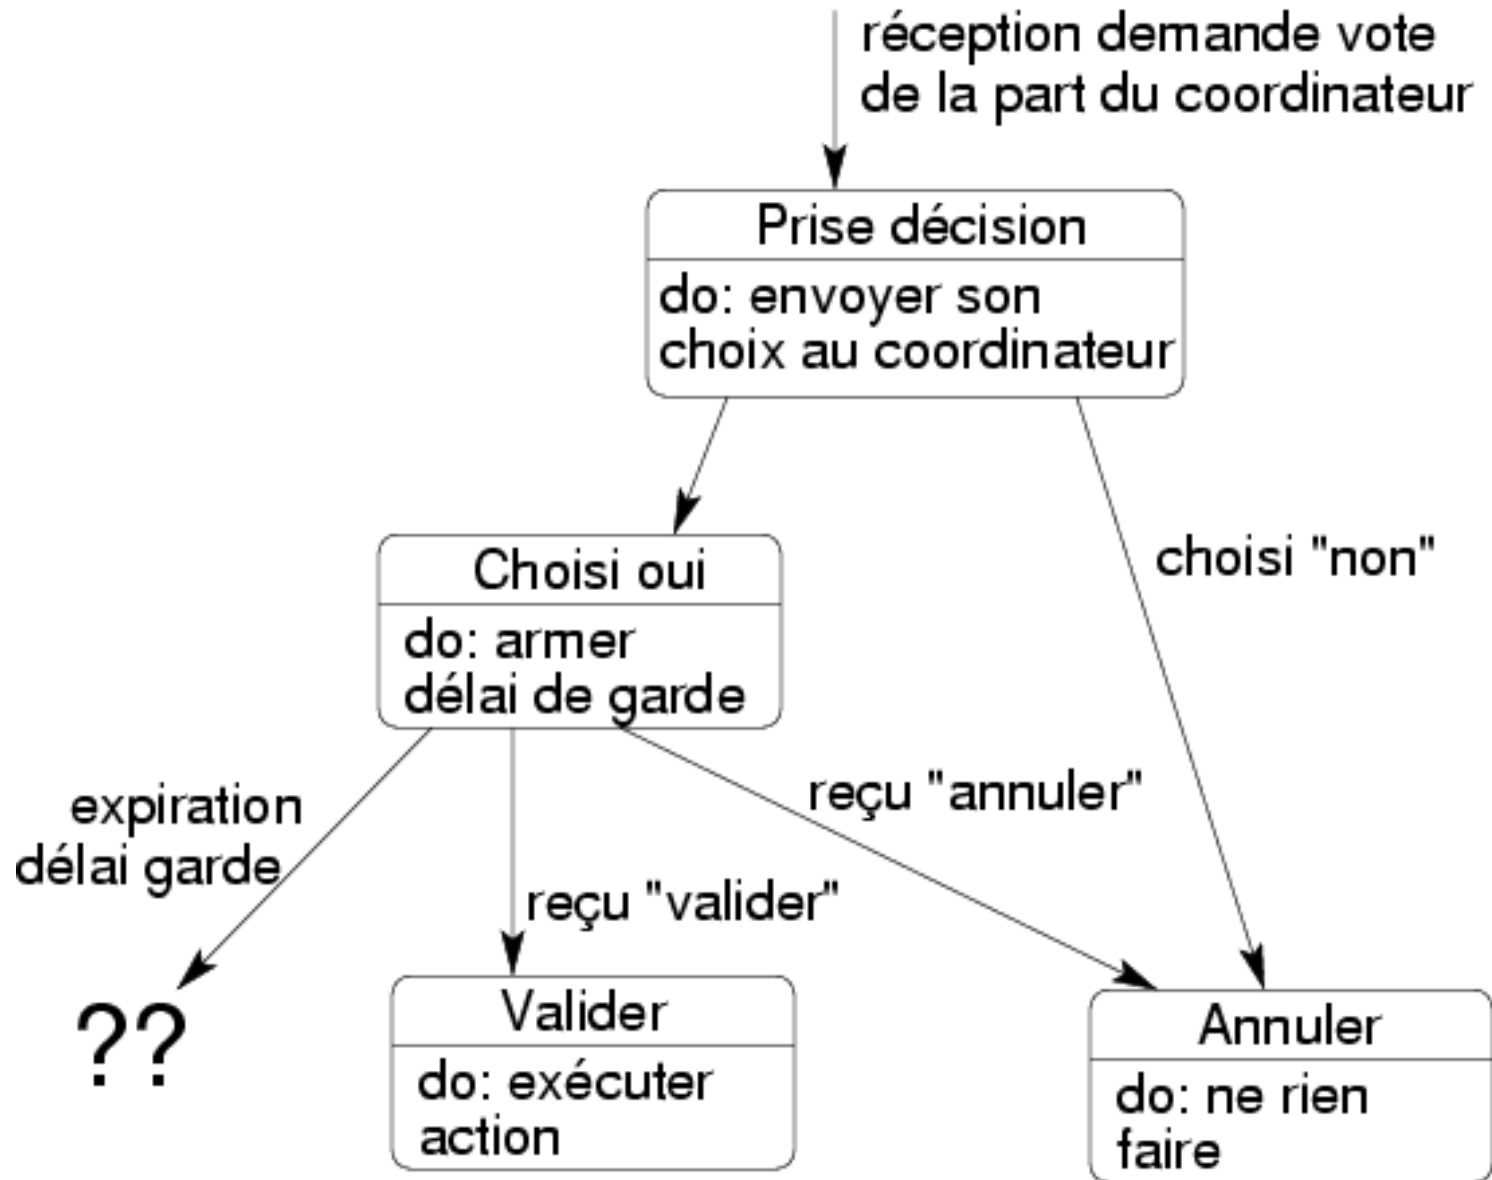 réception demande vote
de la part du coordinateur
Prise décision
do: envoyer son
choix au coordinateur
choisi "non"
Choisi oui
do: armer
délai de garde
expiration
délai garde
reçu "annuler"
reçu "valider"
??
Valider
do: exécuter
action
Annuler
do: ne rien
faire